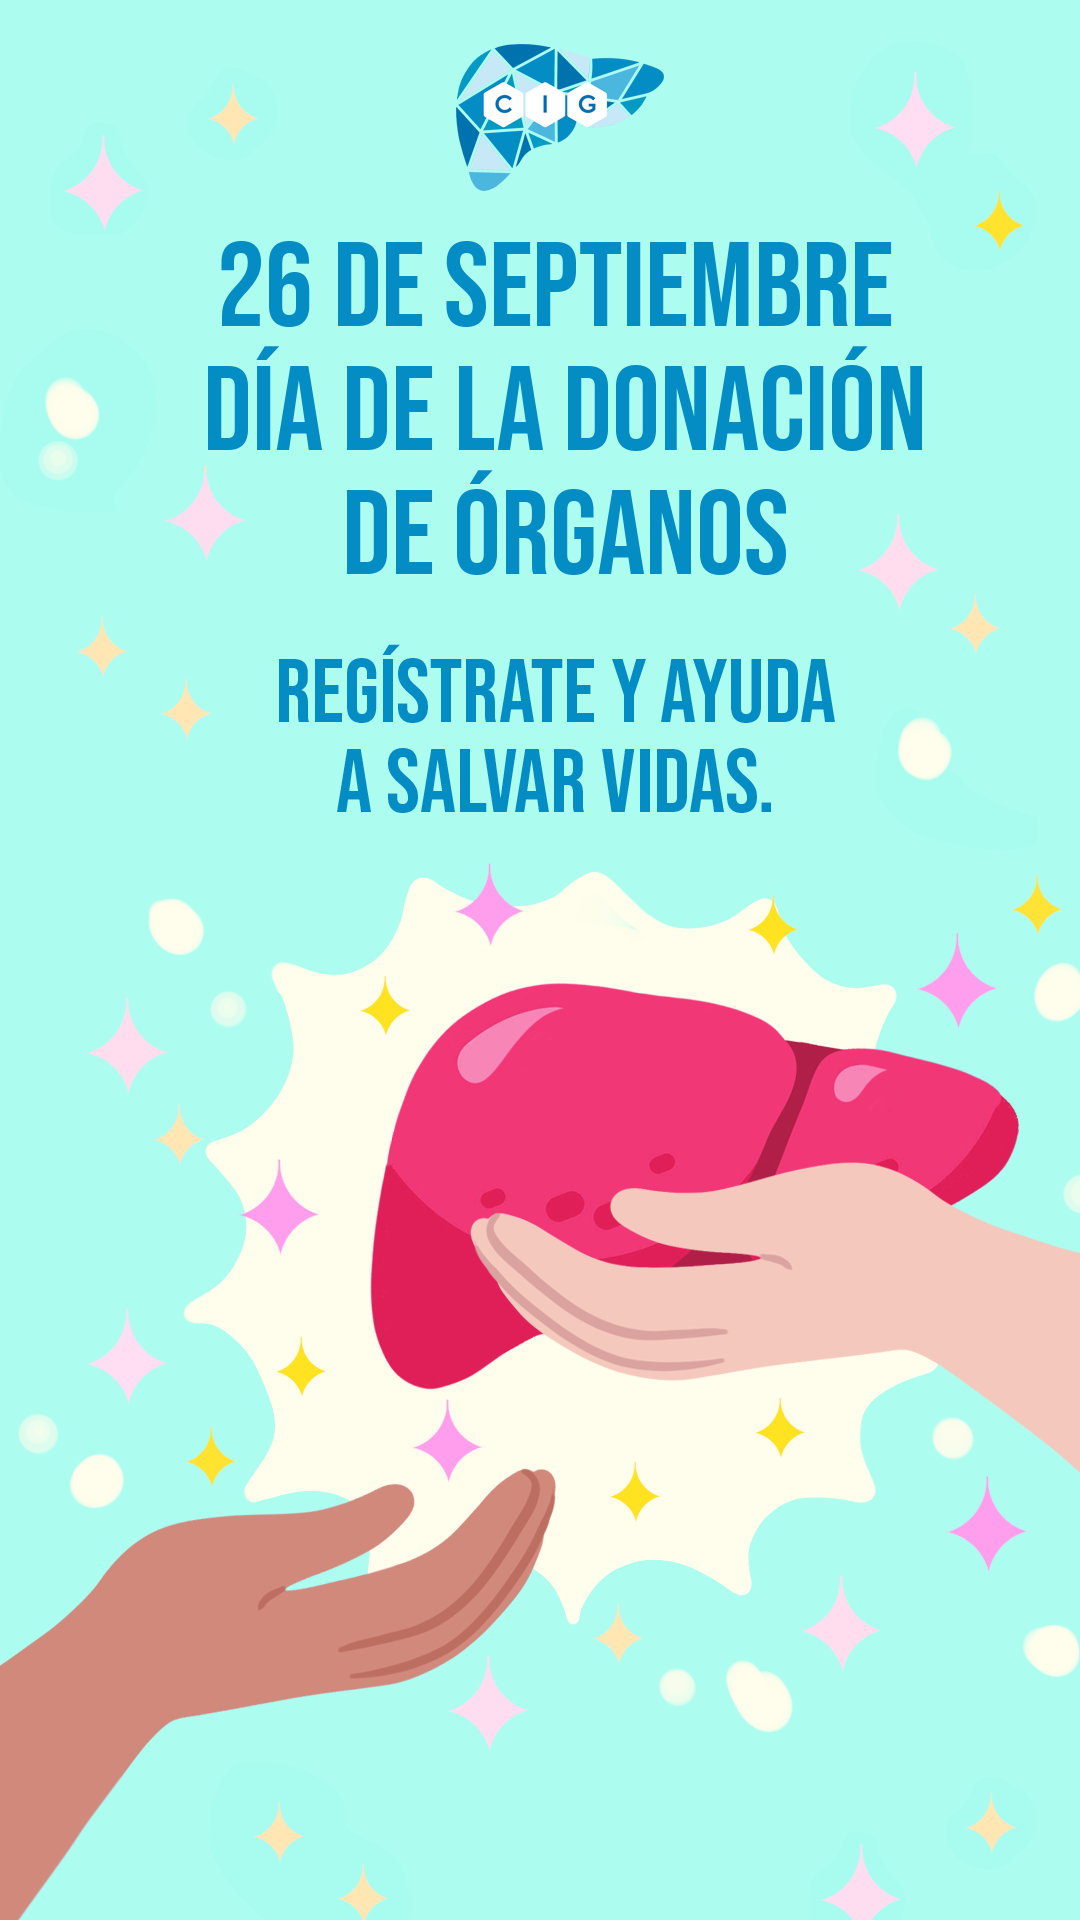 CIG
26 DE SEPTIEMBRE
DÍA DE LA DONACIÓN
DE ÓRGANOS
REGÍSTRATE Y AYUDA
A SALVAR VIDAS.